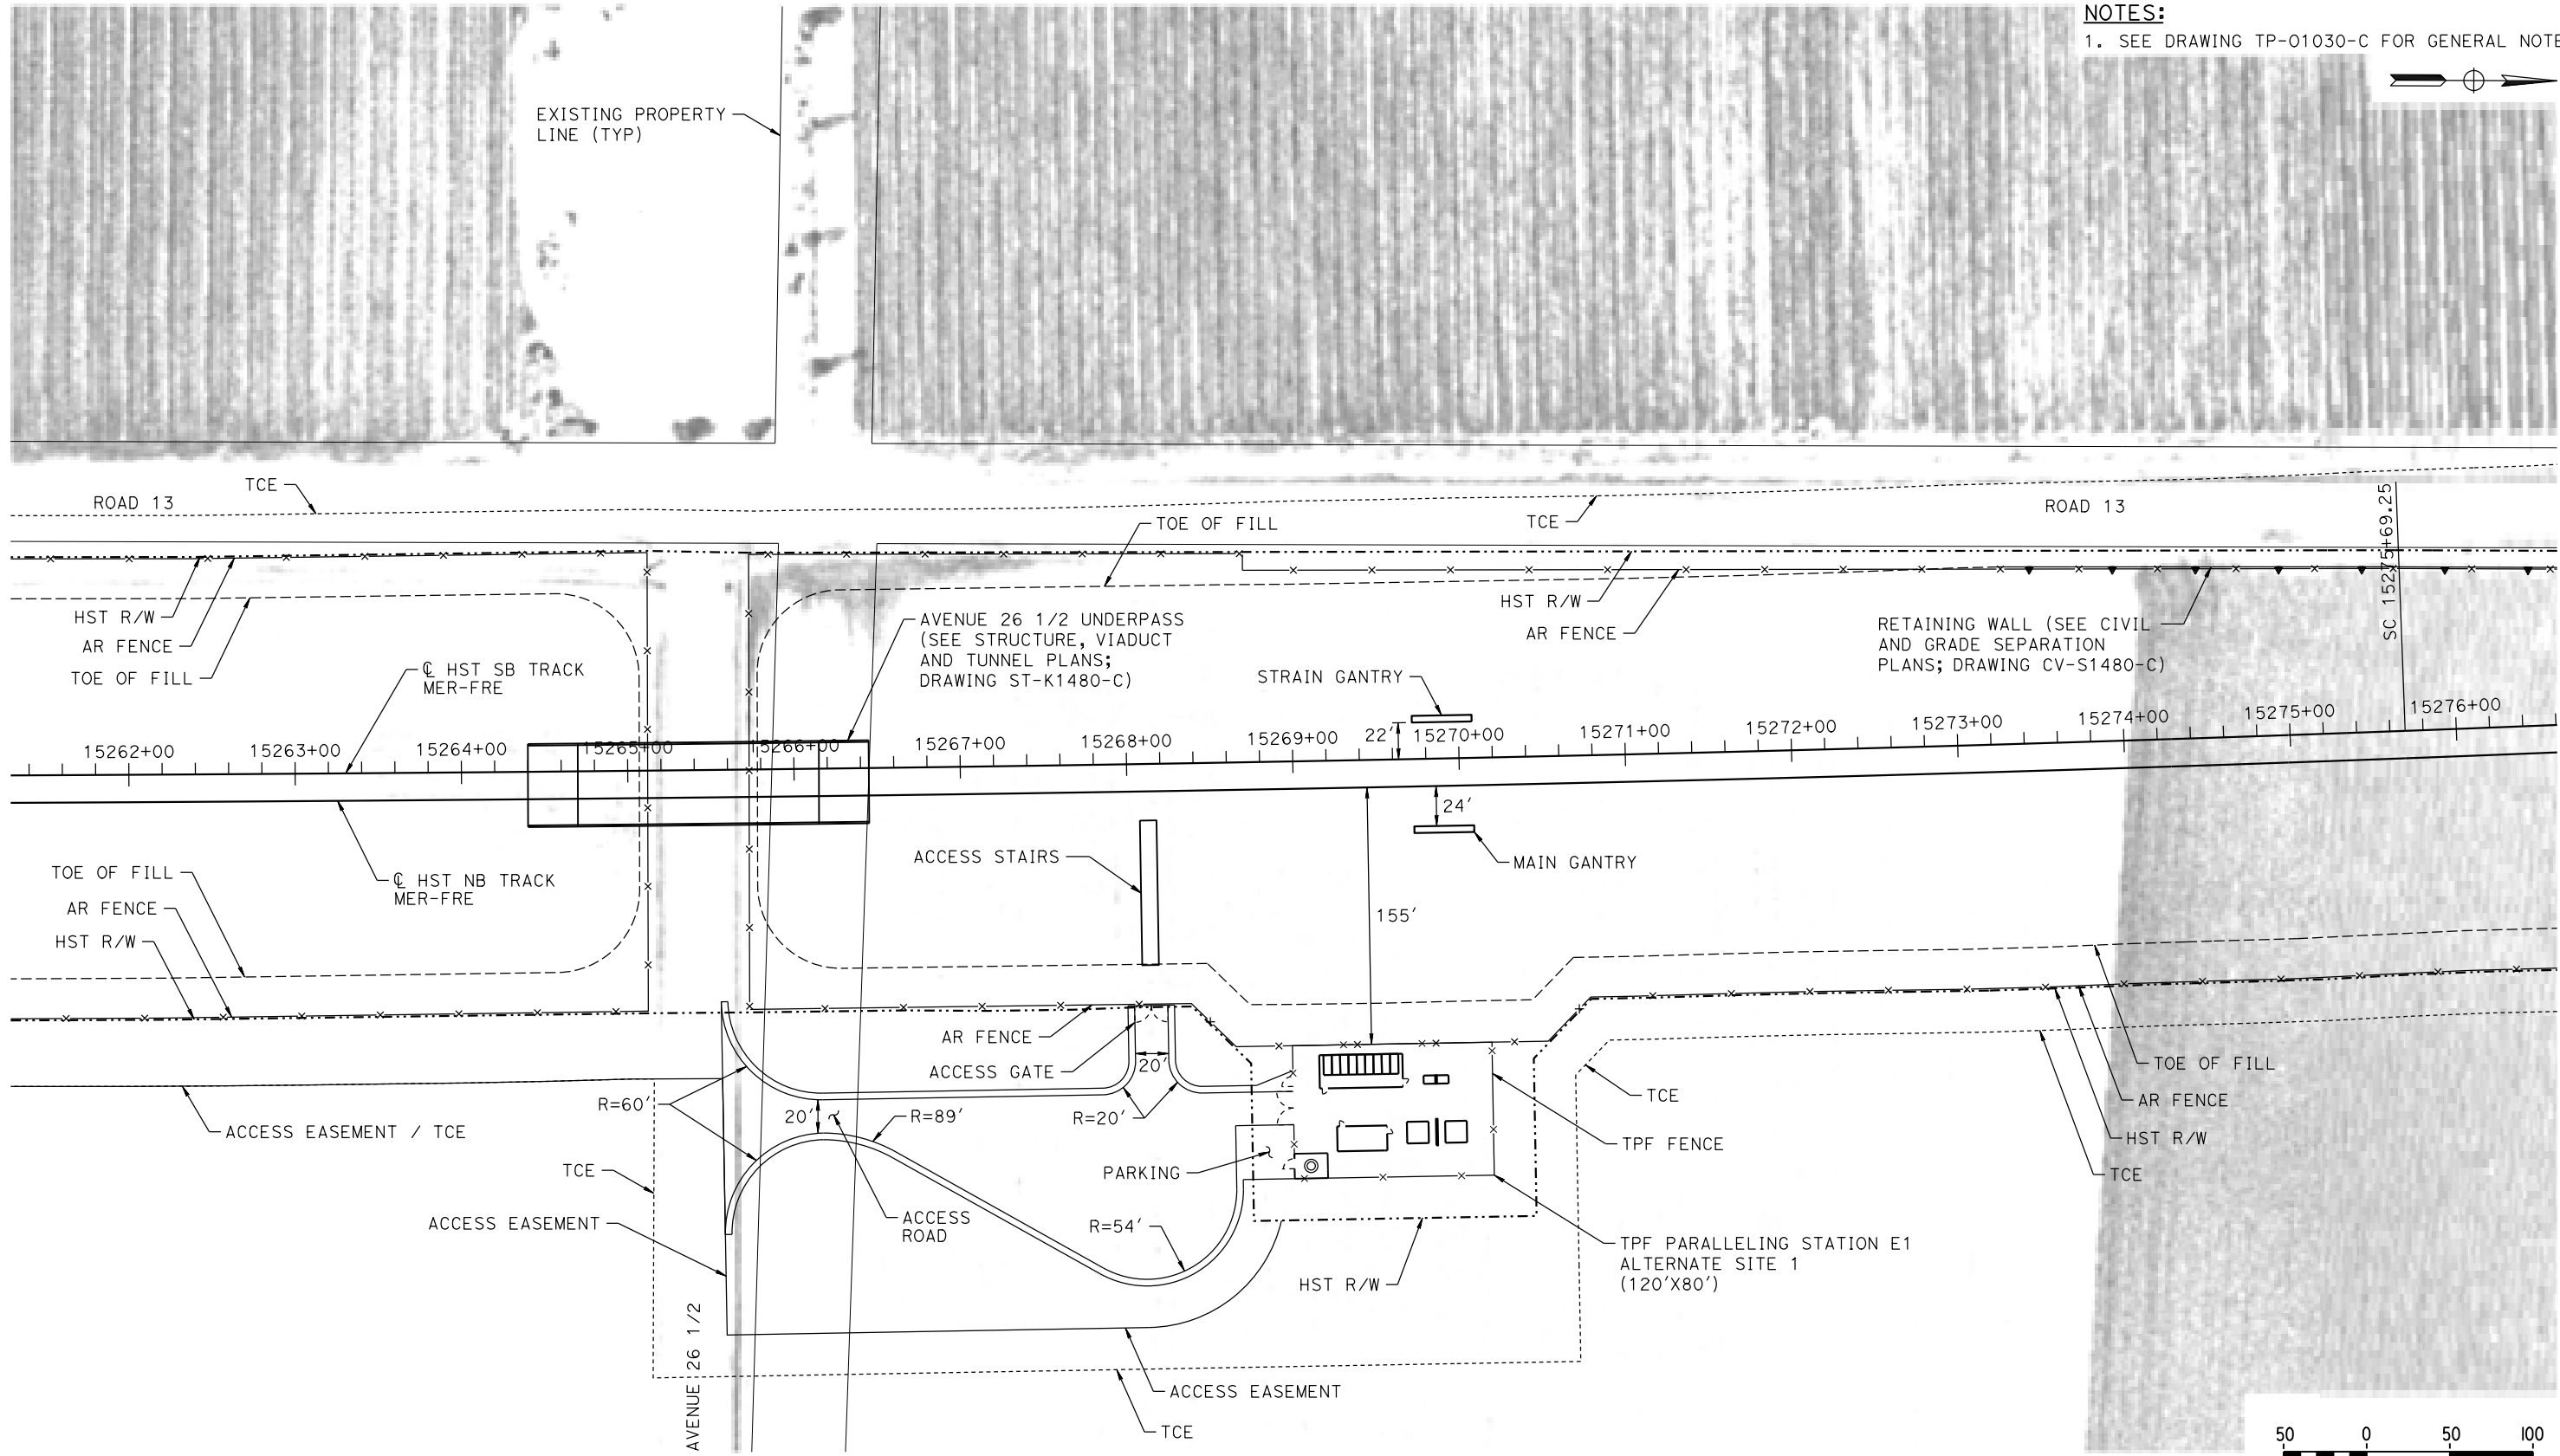 NOTES:
1. SEE DRAWING TP-01030-C FOR GENERAL NOTE
EXISTING PROPERTY
LINE (TYP)
TCE
ROAD 13
TOE OF FILL
TCE
ROAD 13
SC 15275+69.25
HST R/W
AR FENCE
TOE OF FILL
℄ HST SB TRACK
MER-FRE
AVENUE 26 1/2 UNDERPASS
(SEE STRUCTURE, VIADUCT
AND TUNNEL PLANS;
DRAWING ST-K1480-C)
STRAIN GANTRY
HST R/W
AR FENCE
RETAINING WALL (SEE CIVIL
AND GRADE SEPARATION
PLANS; DRAWING CV-S1480-C)
15262+00
15263+00
15264+00
15265+00
15266+00
15267+00
15268+00
15269+00
22'
15270+00
15271+00
15272+00
15273+00
15274+00
15275+00
15276+00
24'
MAIN GANTRY
ACCESS STAIRS
155'
TOE OF FILL
AR FENCE
HST R/W
℄ HST NB TRACK
MER-FRE
AR FENCE
ACCESS GATE
20'
R=60'
20'
R=89'
R=20'
ACCESS EASEMENT / TCE
TCE
ACCESS EASEMENT
PARKING
ACCESS
ROAD
R=54'
HST R/W
TCE
TPF FENCE
TPF PARALLELING STATION E1
ALTERNATE SITE 1
(120'X80')
TOE OF FILL
AR FENCE
HST R/W
TCE
AVENUE 26 1/2
ACCESS EASEMENT
TCE
50 0 50 100